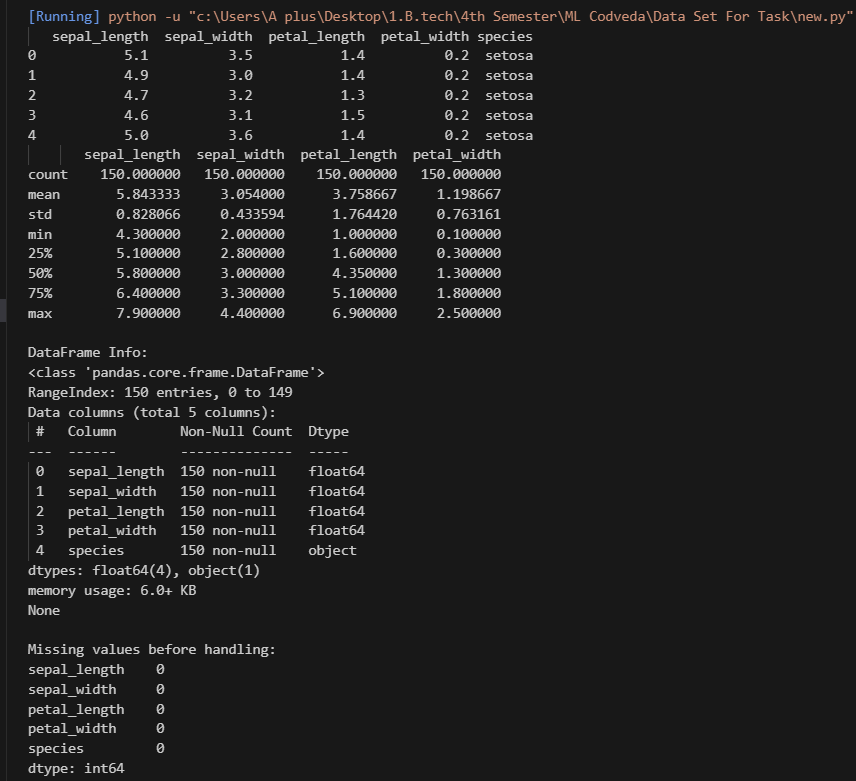 [Running] python -u "c:\Users\A plus\Desktop\1.B.tech\4th Semester\ML Codveda\Data Set For Task\new.py"
   sepal_length  sepal_width  petal_length  petal_width species
0           5.1          3.5           1.4          0.2  setosa
1           4.9          3.0           1.4          0.2  setosa
2           4.7          3.2           1.3          0.2  setosa
3           4.6          3.1           1.5          0.2  setosa
4           5.0          3.6           1.4          0.2  setosa
       sepal_length  sepal_width  petal_length  petal_width
count    150.000000   150.000000    150.000000   150.000000
mean       5.843333     3.054000      3.758667     1.198667
std        0.828066     0.433594      1.764420     0.763161
min        4.300000     2.000000      1.000000     0.100000
25%        5.100000     2.800000      1.600000     0.300000
50%        5.800000     3.000000      4.350000     1.300000
75%        6.400000     3.300000      5.100000     1.800000
max        7.900000     4.400000      6.900000     2.500000

DataFrame Info:
<class 'pandas.core.frame.DataFrame'>
RangeIndex: 150 entries, 0 to 149
Data columns (total 5 columns):
 #   Column        Non-Null Count  Dtype
---  ------        --------------  -----
 0   sepal_length  150 non-null    float64
 1   sepal_width   150 non-null    float64
 2   petal_length  150 non-null    float64
 3   petal_width   150 non-null    float64
 4   species       150 non-null    object
dtypes: float64(4), object(1)
memory usage: 6.0+ KB
None

Missing values before handling:
sepal_length    0
sepal_width     0
petal_length    0
petal_width     0
species         0
dtype: int64